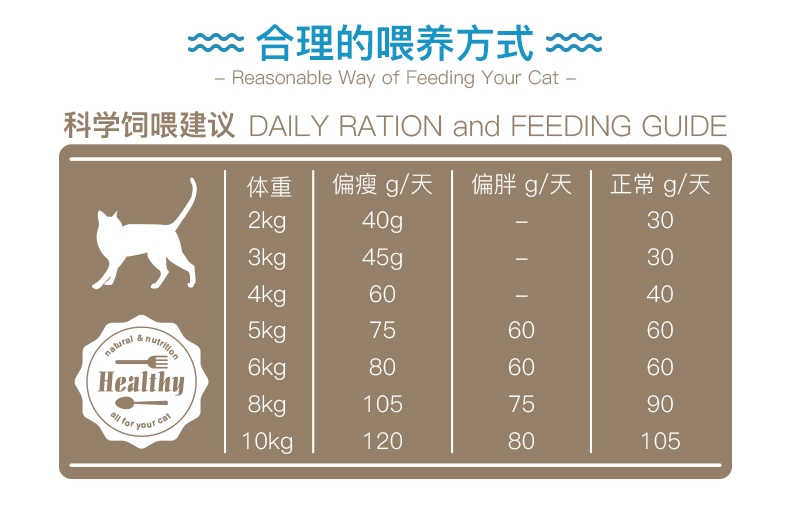 合理的喂养方式
– Reasonable Way of Feeding Your Cat –
科学饲喂建议 DAILY RATION and FEEDING GUIDE
体重 偏瘦 g/天 偏胖 g/天 正常 g/天
2kg 40g – 30
3kg 45g – 30
4kg 60 – 40
5kg 75 60 60
6kg 80 60 60
8kg 105 75 90
10kg 120 80 105
natural & nutrition
Healthy
all for your cat